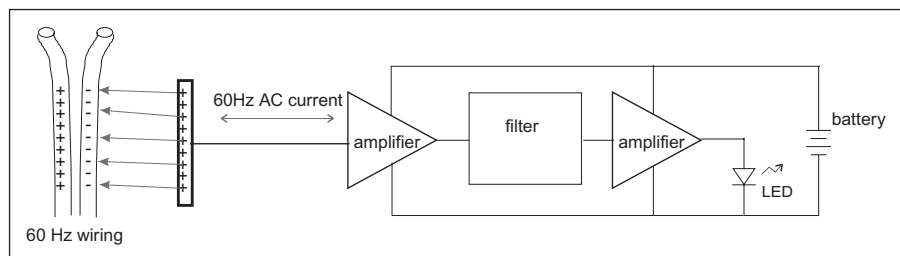 60Hz AC current
amplifier
filter
amplifier
battery
LED
60 Hz wiring
+ + + + + + + + +
- - - - - - - -
+ + + + + + + + +